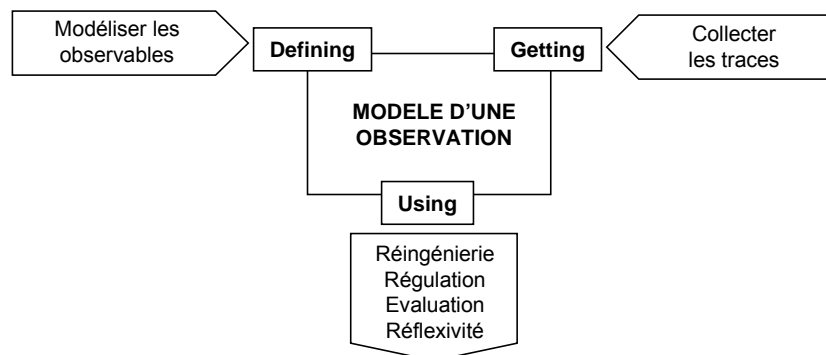 Modéliser les
observables
Defining
Getting
Collecter
les traces
MODELE D'UNE
OBSERVATION
Using
Réingénierie
Régulation
Evaluation
Réflexivité